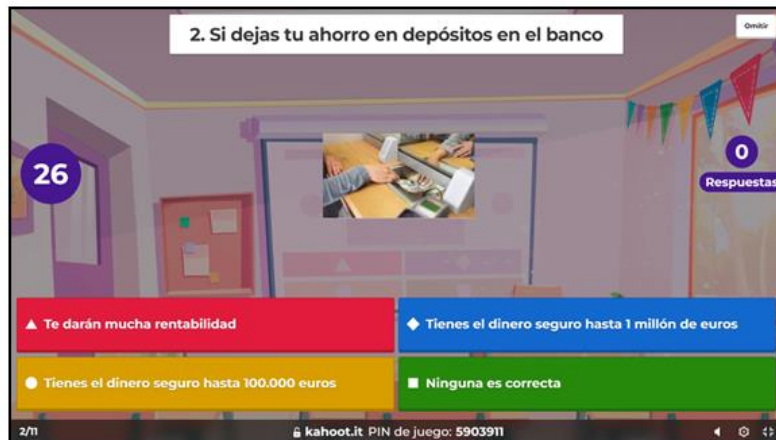 2. Si dejas tu ahorro en depósitos en el banco
Omitir
26
0
Respuestas
Te darán mucha rentabilidad
Tienes el dinero seguro hasta 1 millón de euros
Tienes el dinero seguro hasta 100.000 euros
Ninguna es correcta
2/11
kahoot.it PIN de juego: 5903911